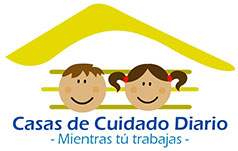 Casas de Cuidado Diario
- Mientras tú trabajas -